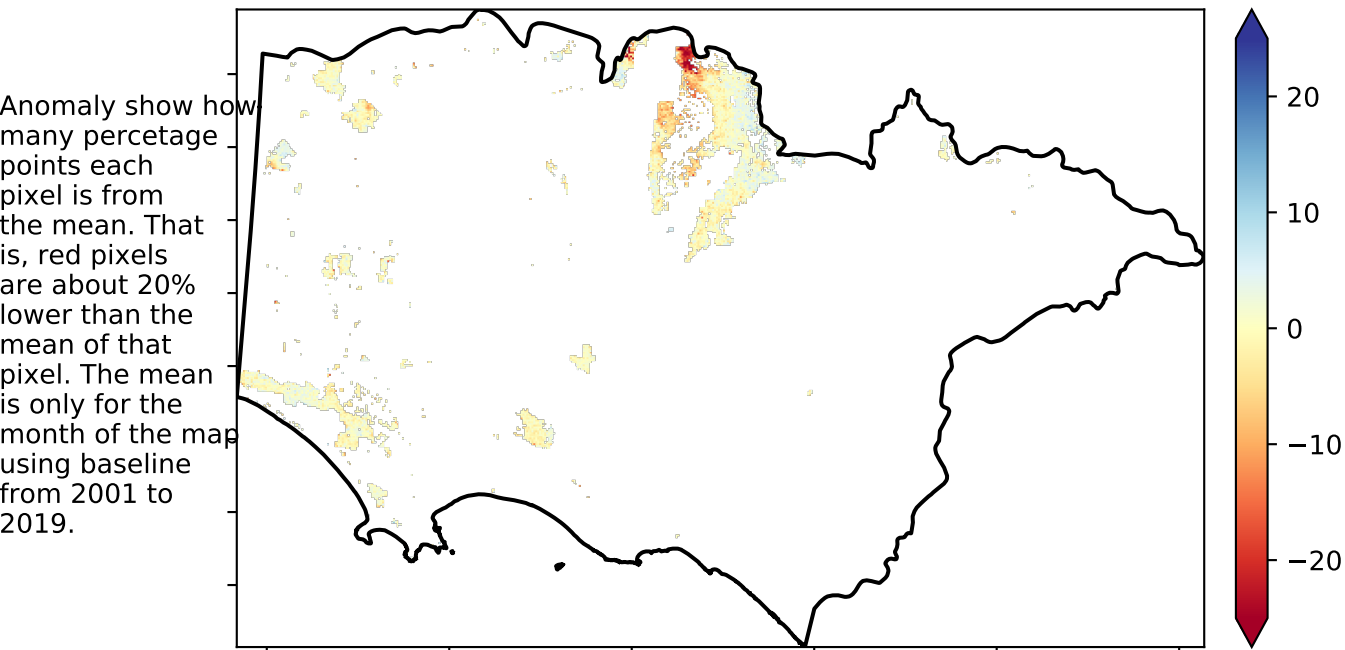 Anomaly show how
many percetage
points each
pixel is from
the mean. That
is, red pixels
are about 20%
lower than the
mean of that
pixel. The mean
is only for the
month of the map
using baseline
from 2001 to
2019.
20
10
0
−10
−20